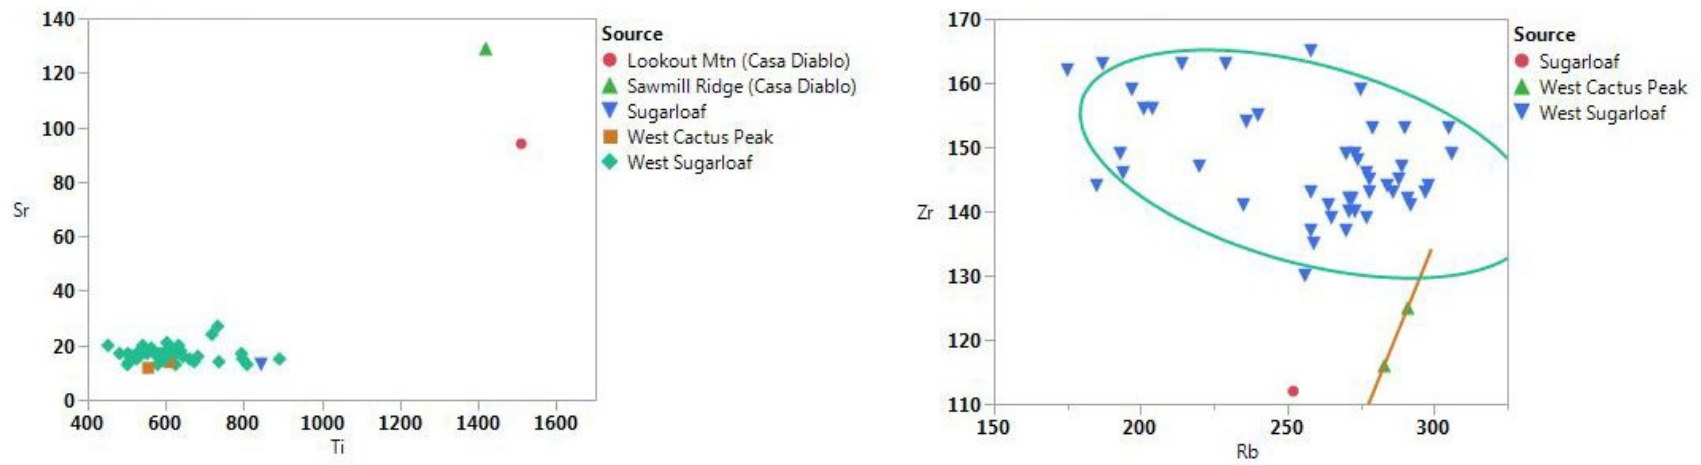 140
120
100
80
60
40
20
0
Sr
400 600 800 1000 1200 1400 1600
Ti
Source
Lookout Mtn (Casa Diablo)
Sawmill Ridge (Casa Diablo)
Sugarloaf
West Cactus Peak
West Sugarloaf
170
160
150
140
130
120
110
Zr
150 200 250 300
Rb
Source
Sugarloaf
West Cactus Peak
West Sugarloaf